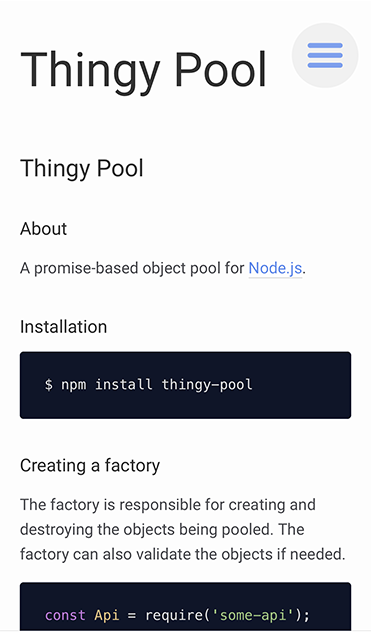 Thingy Pool
Thingy Pool
About
A promise-based object pool for Node.js.
Installation
$ npm install thingy-pool
Creating a factory
The factory is responsible for creating and
destroying the objects being pooled. The
factory can also validate the objects if needed.
const Api = require('some-api');